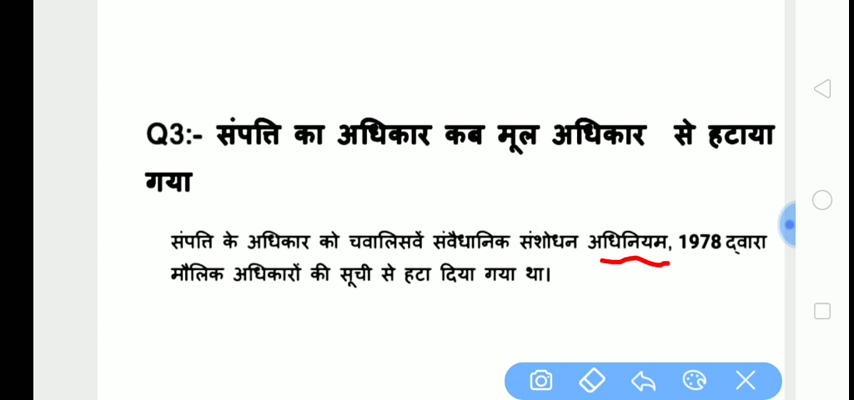 Q3:- संपत्ति का अधिकार कब मूल अधिकार से हटाया
गया
संपत्ति के अधिकार को चवालिसवें संवैधानिक संशोधन अधिनियम, 1978 द्वारा
मौलिक अधिकारों की सूची से हटा दिया गया था।